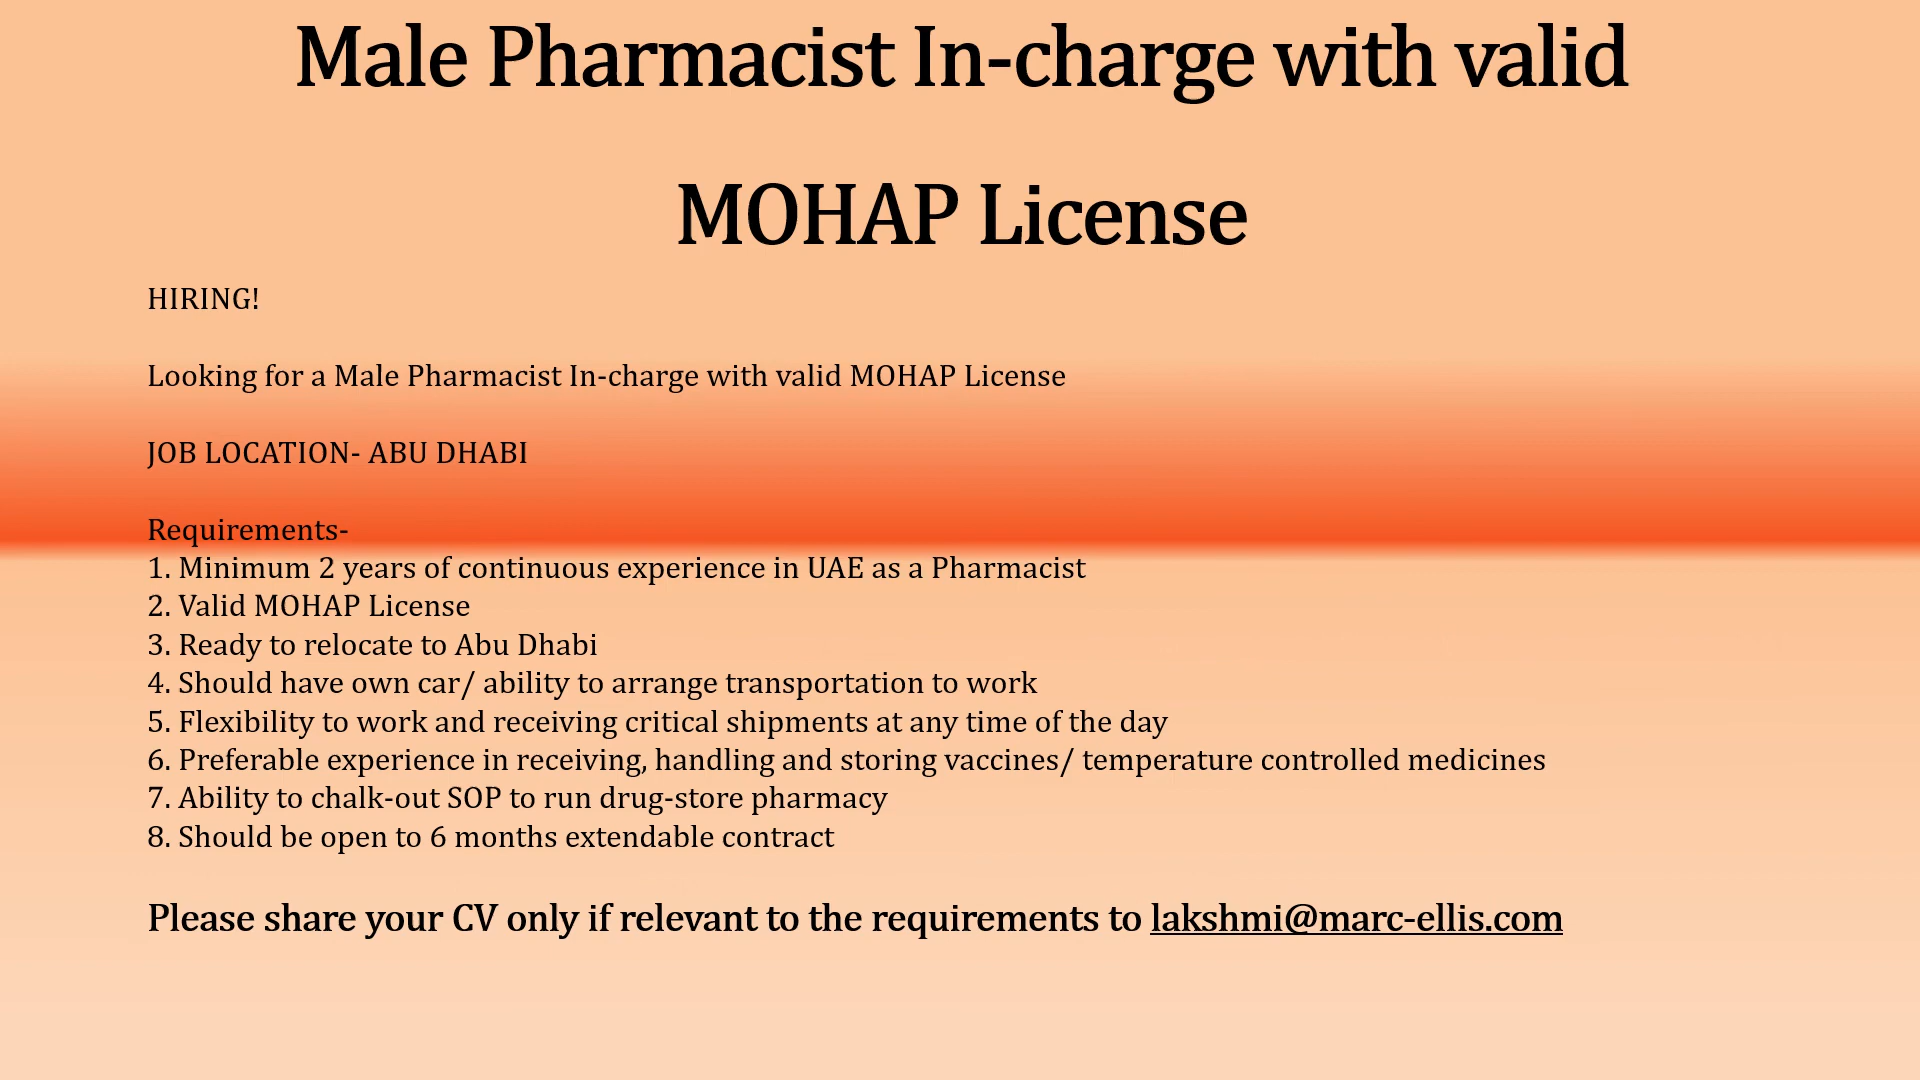 Male Pharmacist In-charge with valid
MOHAP License
HIRING!
Looking for a Male Pharmacist In-charge with valid MOHAP License
JOB LOCATION- ABU DHABI
Requirements-
1. Minimum 2 years of continuous experience in UAE as a Pharmacist
2. Valid MOHAP License
3. Ready to relocate to Abu Dhabi
4. Should have own car/ ability to arrange transportation to work
5. Flexibility to work and receiving critical shipments at any time of the day
6. Preferable experience in receiving, handling and storing vaccines/ temperature controlled medicines
7. Ability to chalk-out SOP to run drug-store pharmacy
8. Should be open to 6 months extendable contract
Please share your CV only if relevant to the requirements to lakshmi@marc-ellis.com